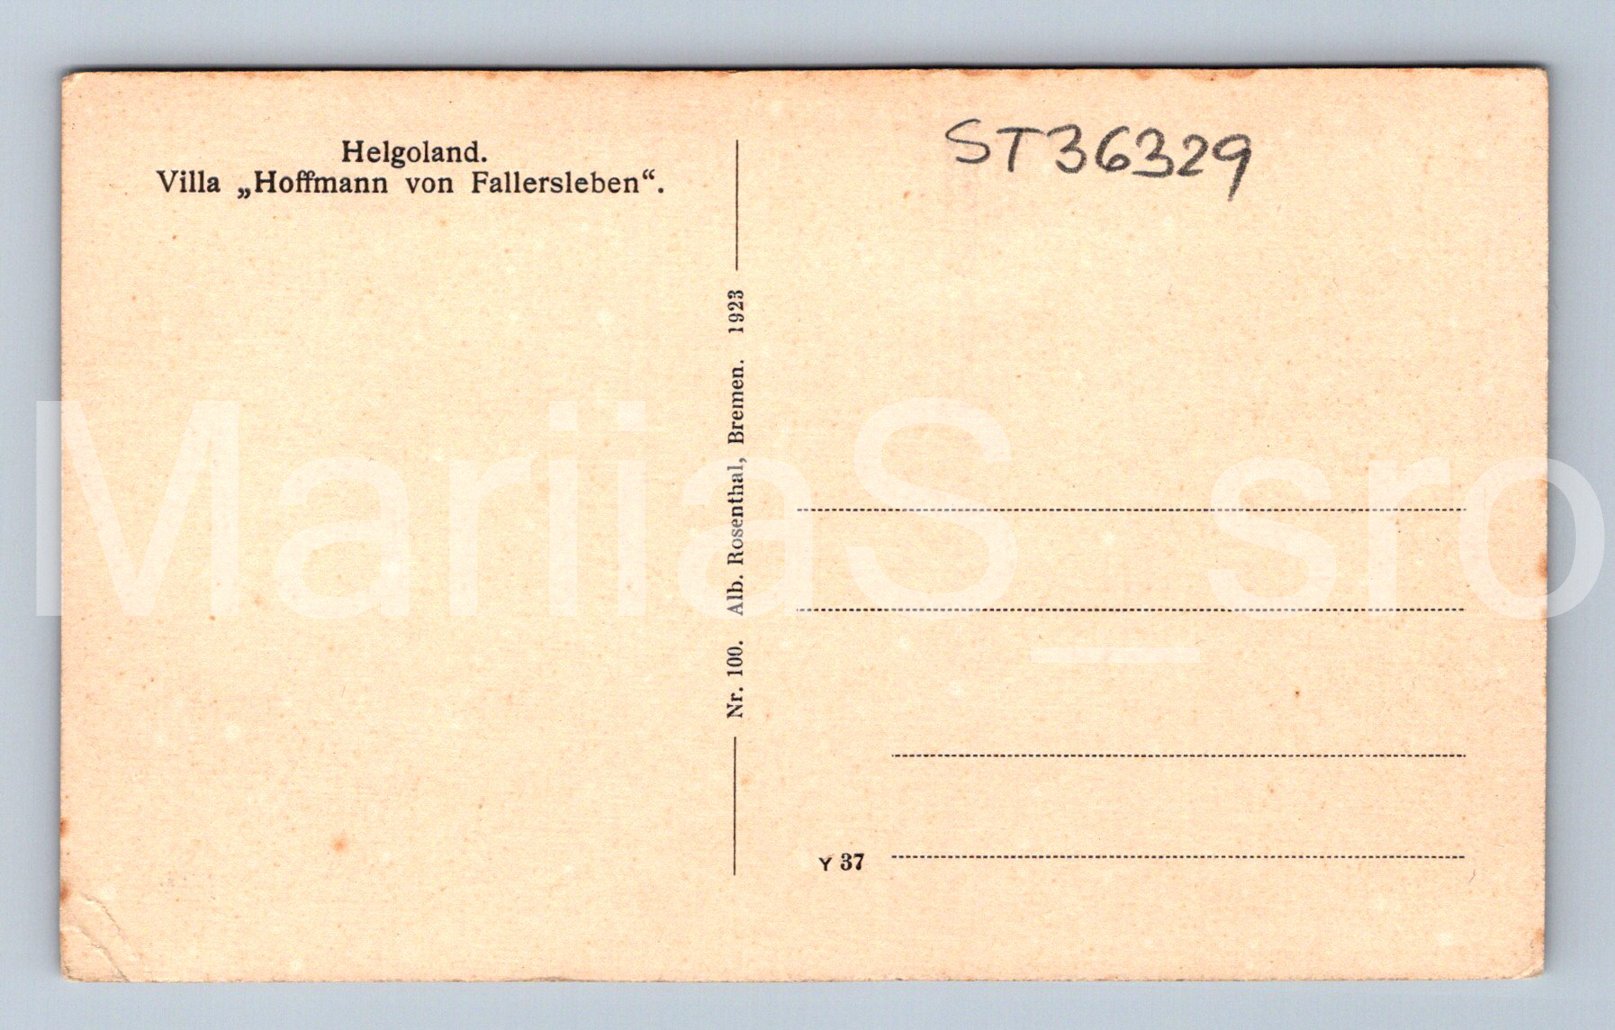 Helgoland.
Villa „Hoffmann von Fallersleben“.
ST36329
Nr. 100. Alb. Rosenthal, Bremen. 1923
Y 37
MariiaS_sro